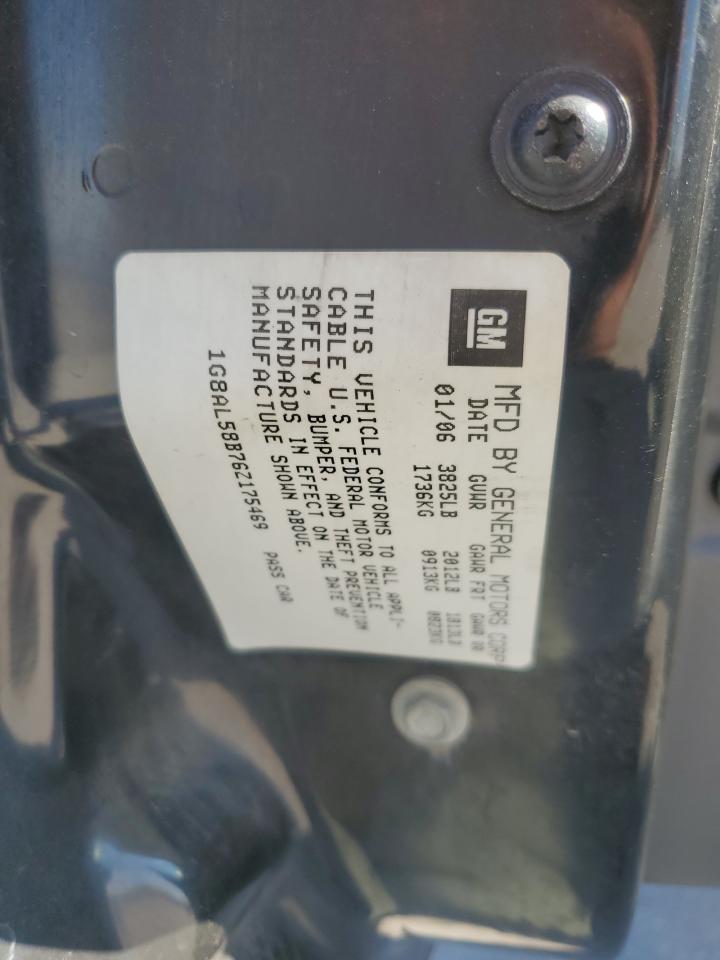 GM MFD BY GENERAL MOTORS CORP
DATE GVWR GAWR FRT GAWR RR
01/06 3825LB 2012LB 1813LB
1736KG 0913KG 0823KG
THIS VEHICLE CONFORMS TO ALL APPLI-
CABLE U.S. FEDERAL MOTOR VEHICLE
SAFETY, BUMPER, AND THEFT PREVENTION
STANDARDS IN EFFECT ON THE DATE OF
MANUFACTURE SHOWN ABOVE.
1G8AL58B76Z175469 PASS CAR